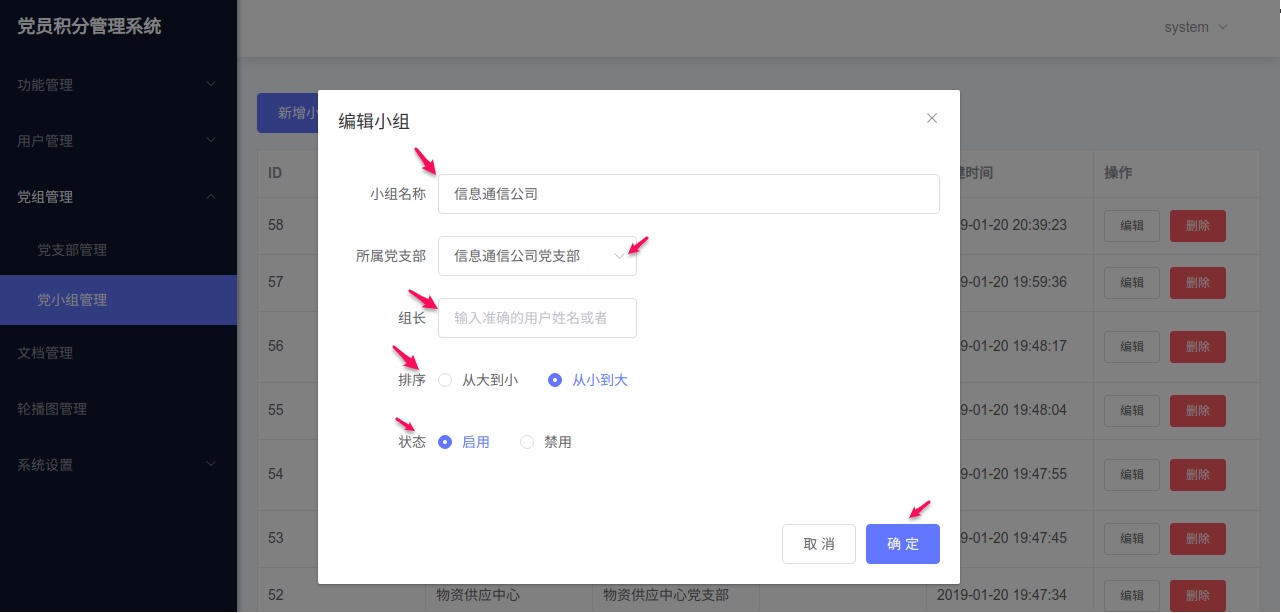 党员积分管理系统
system
功能管理
用户管理
党组管理
党支部管理
党小组管理
文档管理
轮播图管理
系统设置
新增小
编辑小组
小组名称 信息通信公司
所属党支部 信息通信公司党支部
组长 输入准确的用户姓名或者
排序 从大到小 从小到大
状态 启用 禁用
取 消 确 定
ID 时间 操作
58 9-01-20 20:39:23 编辑 删除
57 9-01-20 19:59:36 编辑 删除
56 9-01-20 19:48:17 编辑 删除
55 9-01-20 19:48:04 编辑 删除
54 9-01-20 19:47:55 编辑 删除
53 9-01-20 19:47:45 编辑 删除
52 物资供应中心 物资供应中心党支部 2019-01-20 19:47:34 编辑 删除